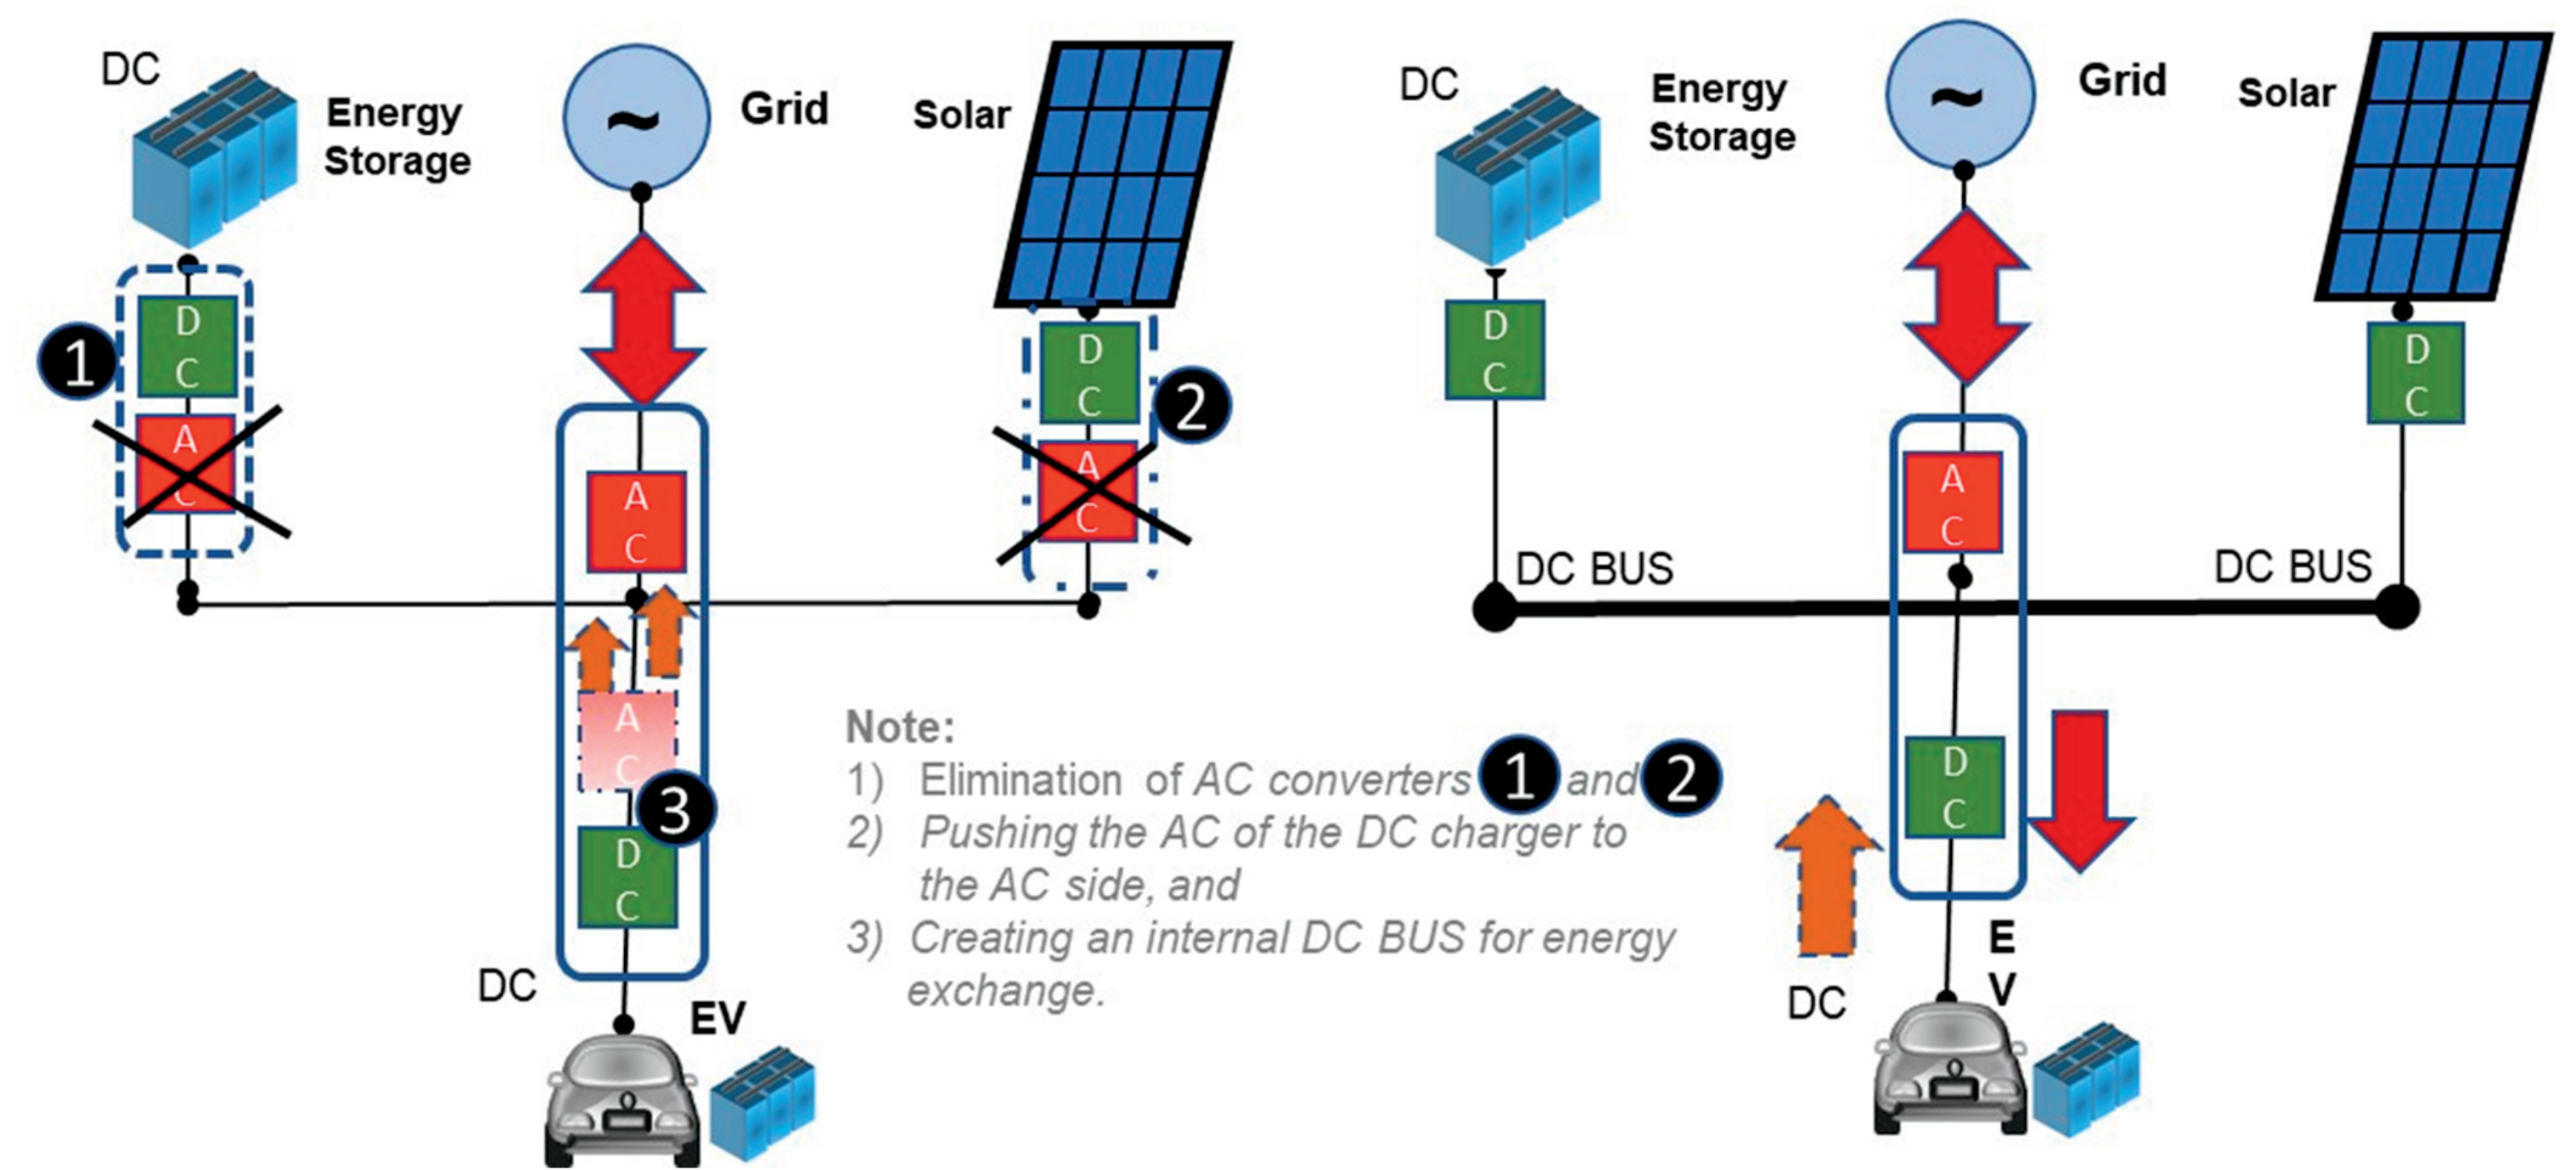 DC
Energy
Storage
Grid
Solar
~
1
D
C
A
C
D
C
2
A
C
A
C
A
C
3
D
C
DC
EV
Note:
1) Elimination of AC converters 1 and 2
2) Pushing the AC of the DC charger to
the AC side, and
3) Creating an internal DC BUS for energy
exchange.
DC
Energy
Storage
Grid
Solar
~
D
C
D
C
A
C
DC BUS
DC BUS
D
C
DC
E
V